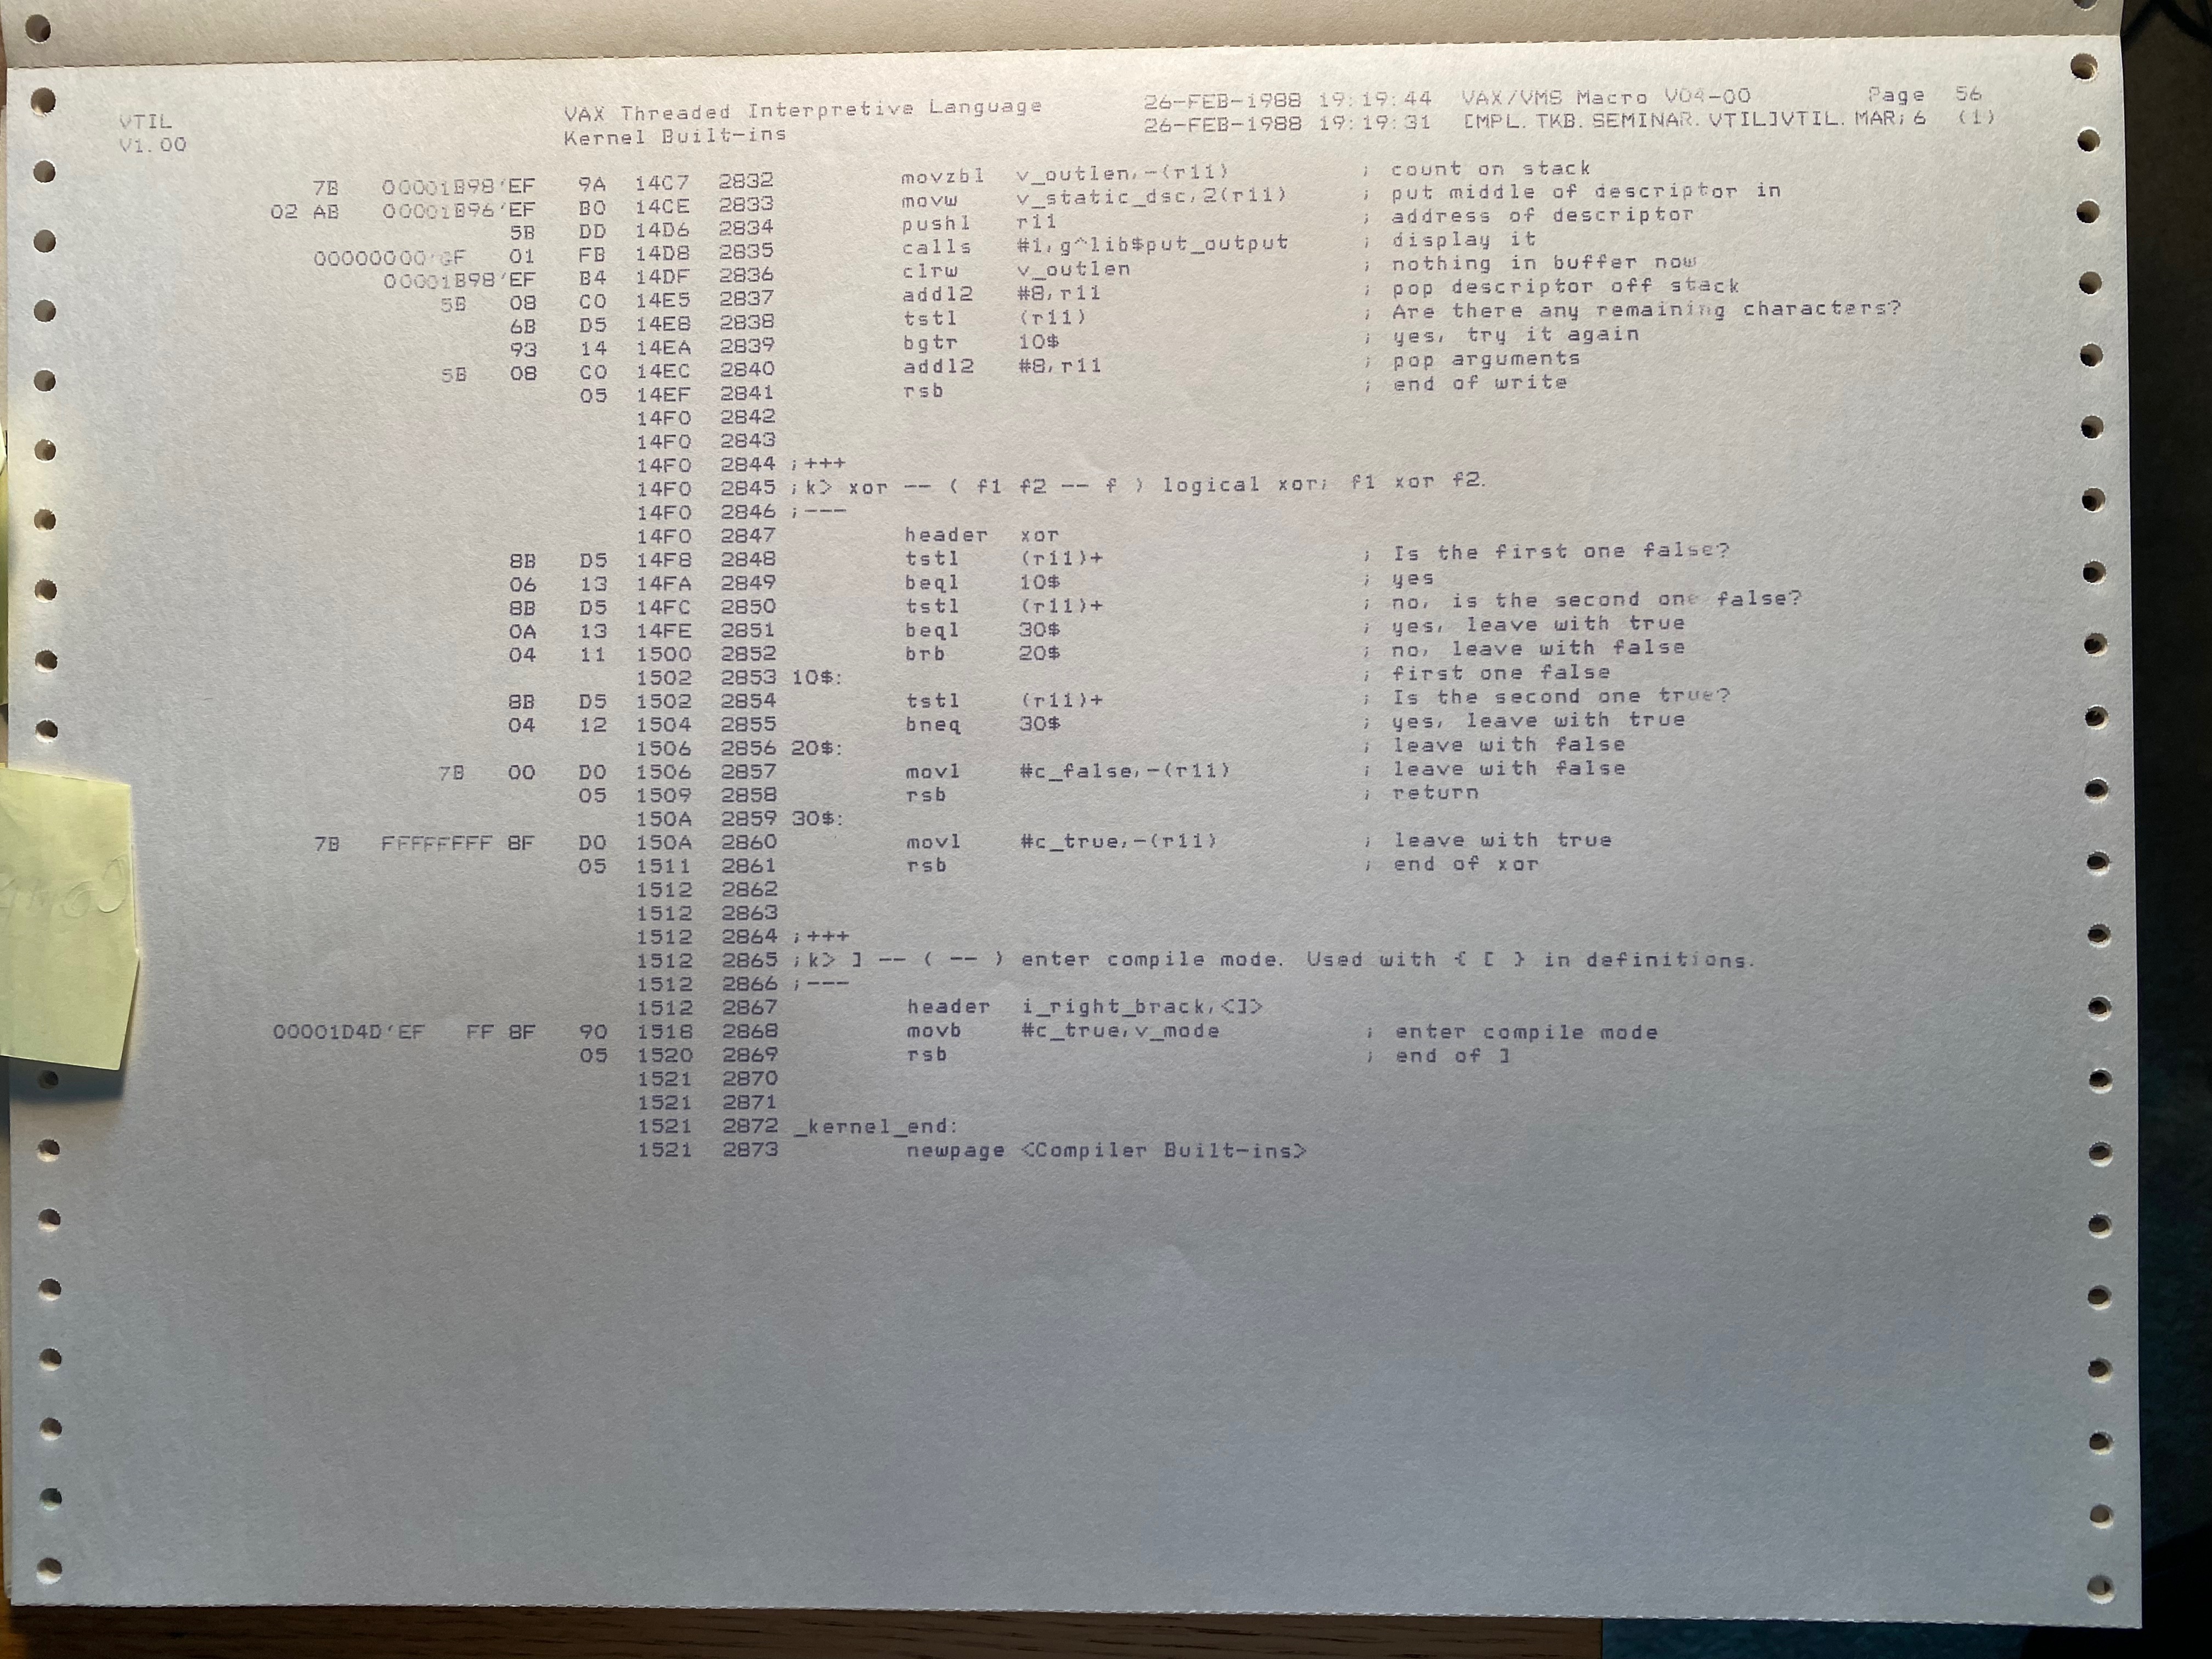 VTIL                    VAX Threaded Interpretive Language    26-FEB-1988 19:19:44  VAX/VMS Macro V04-00    Page  56
V1.00                   Kernel Built-ins                      26-FEB-1988 19:19:31  [MPL.TKB.SEMINAR.VTIL]VTIL.MAR;6  (1)
7B 00001B98'EF 9A 14C7 2832 movzbl v_outlen,-(r11) ; count on stack
02 AB 00001B96'EF B0 14CE 2833 movw v_static_dsc,2(r11) ; put middle of descriptor in
5B DD 14D6 2834 pushl r11 ; address of descriptor
00000000'GF 01 FB 14D8 2835 calls #1,g^lib$put_output ; display it
00001B98'EF B4 14DF 2836 clrw v_outlen ; nothing in buffer now
5B 08 C0 14E5 2837 addl2 #8,r11 ; pop descriptor off stack
6B D5 14E8 2838 tstl (r11) ; Are there any remaining characters?
93 14 14EA 2839 bgtr 10$ ; yes, try it again
5B 08 C0 14EC 2840 addl2 #8,r11 ; pop arguments
05 14EF 2841 rsb ; end of write
14F0 2842
14F0 2843
14F0 2844 ;+++
14F0 2845 ;k> xor -- ( f1 f2 -- f ) logical xor; f1 xor f2.
14F0 2846 ;---
14F0 2847 header xor
8B D5 14F8 2848 tstl (r11)+ ; Is the first one false?
06 13 14FA 2849 beql 10$ ; yes
8B D5 14FC 2850 tstl (r11)+ ; no, is the second one false?
0A 13 14FE 2851 beql 30$ ; yes, leave with true
04 11 1500 2852 brb 20$ ; no, leave with false
1502 2853 10$: ; first one false
8B D5 1502 2854 tstl (r11)+ ; Is the second one true?
04 12 1504 2855 bneq 30$ ; yes, leave with true
1506 2856 20$: ; leave with false
7B 00 D0 1506 2857 movl #c_false,-(r11) ; leave with false
05 1509 2858 rsb ; return
150A 2859 30$:
7B FFFFFFFF 8F D0 150A 2860 movl #c_true,-(r11) ; leave with true
05 1511 2861 rsb ; end of xor
1512 2862
1512 2863
1512 2864 ;+++
1512 2865 ;k> ] -- ( -- ) enter compile mode. Used with { [ } in definitions.
1512 2866 ;---
1512 2867 header i_right_brack,<]>
00001D4D'EF FF 8F 90 1518 2868 movb #c_true,v_mode ; enter compile mode
05 1520 2869 rsb ; end of ]
1521 2870
1521 2871
1521 2872 _kernel_end:
1521 2873 newpage <Compiler Built-ins>